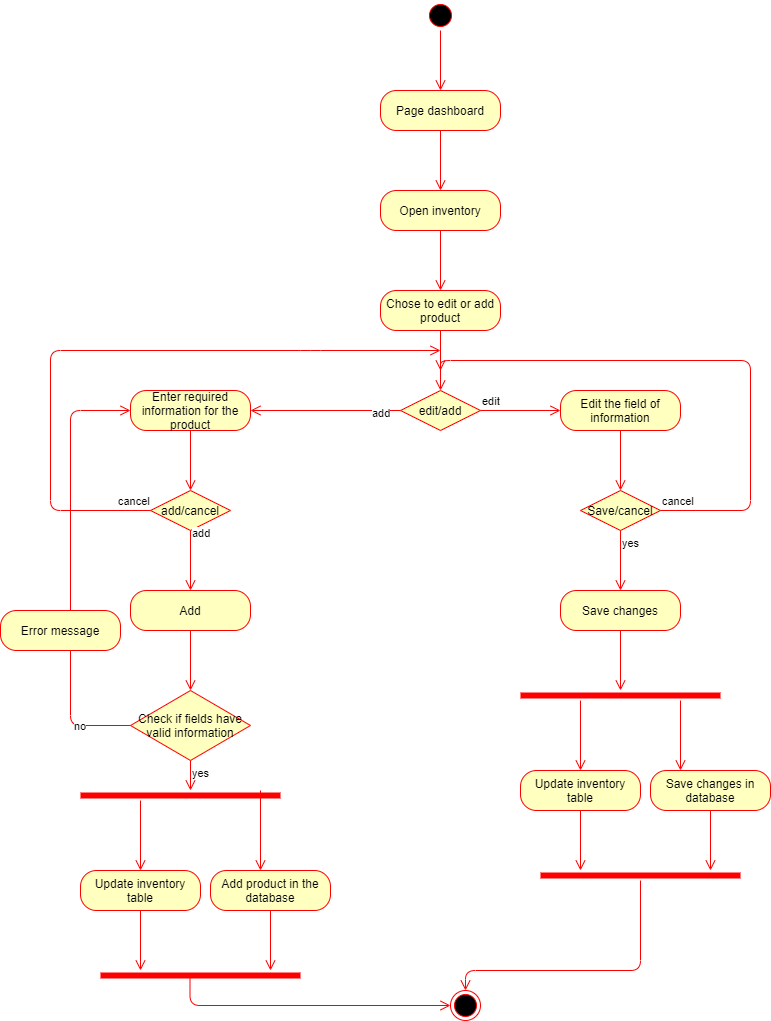 Page dashboard
Open inventory
Chose to edit or add
product
Enter required
information for the
product
add
edit/add
edit
Edit the field of
information
cancel
add/cancel
add
Save/cancel
cancel
yes
Error message
Add
Save changes
no
Check if fields have
valid information
yes
Update inventory
table
Save changes in
database
Update inventory
table
Add product in the
database